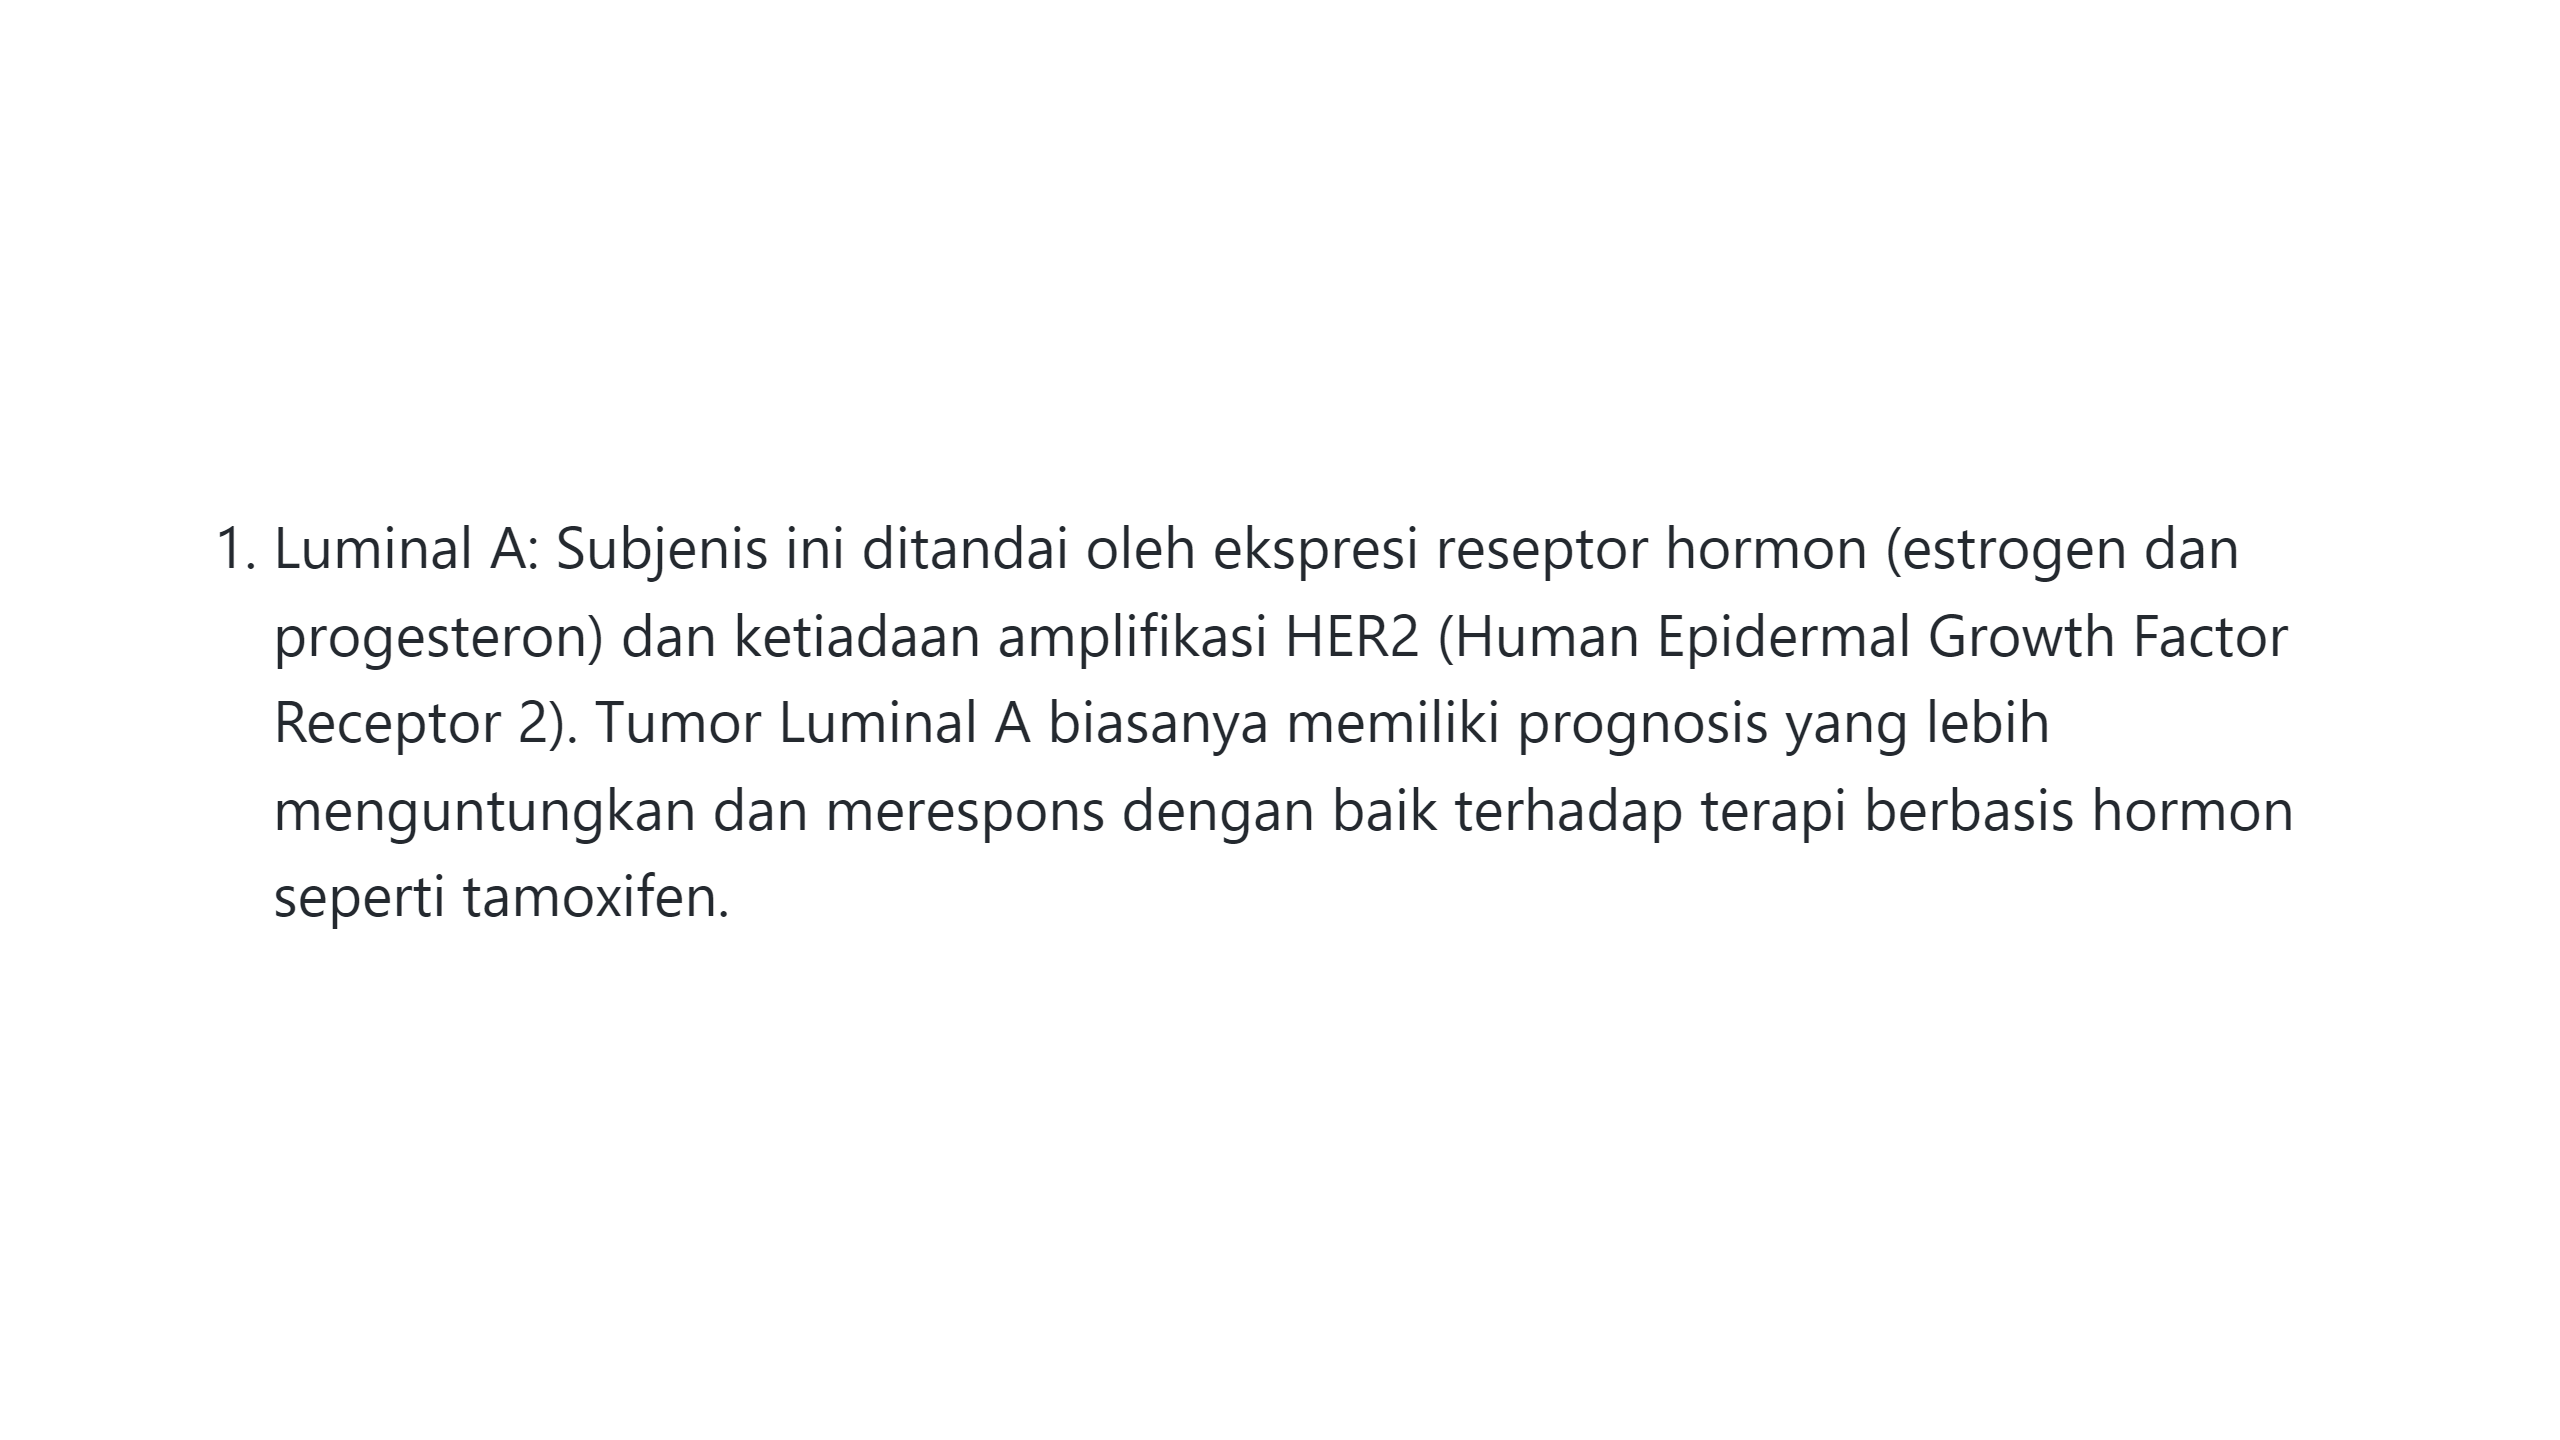 1. Luminal A: Subjenis ini ditandai oleh ekspresi reseptor hormon (estrogen dan
progesteron) dan ketiadaan amplifikasi HER2 (Human Epidermal Growth Factor
Receptor 2). Tumor Luminal A biasanya memiliki prognosis yang lebih
menguntungkan dan merespons dengan baik terhadap terapi berbasis hormon
seperti tamoxifen.